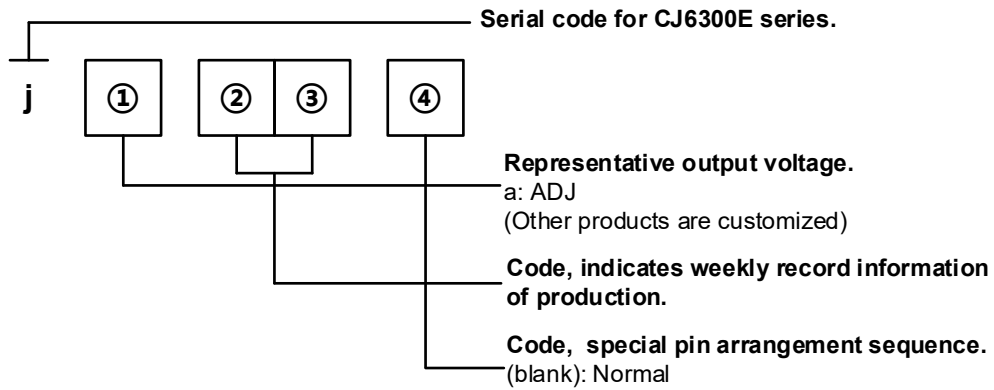 Serial code for CJ6300E series.
j ① ② ③ ④
Representative output voltage.
a: ADJ
(Other products are customized)
Code, indicates weekly record information
of production.
Code, special pin arrangement sequence.
(blank): Normal